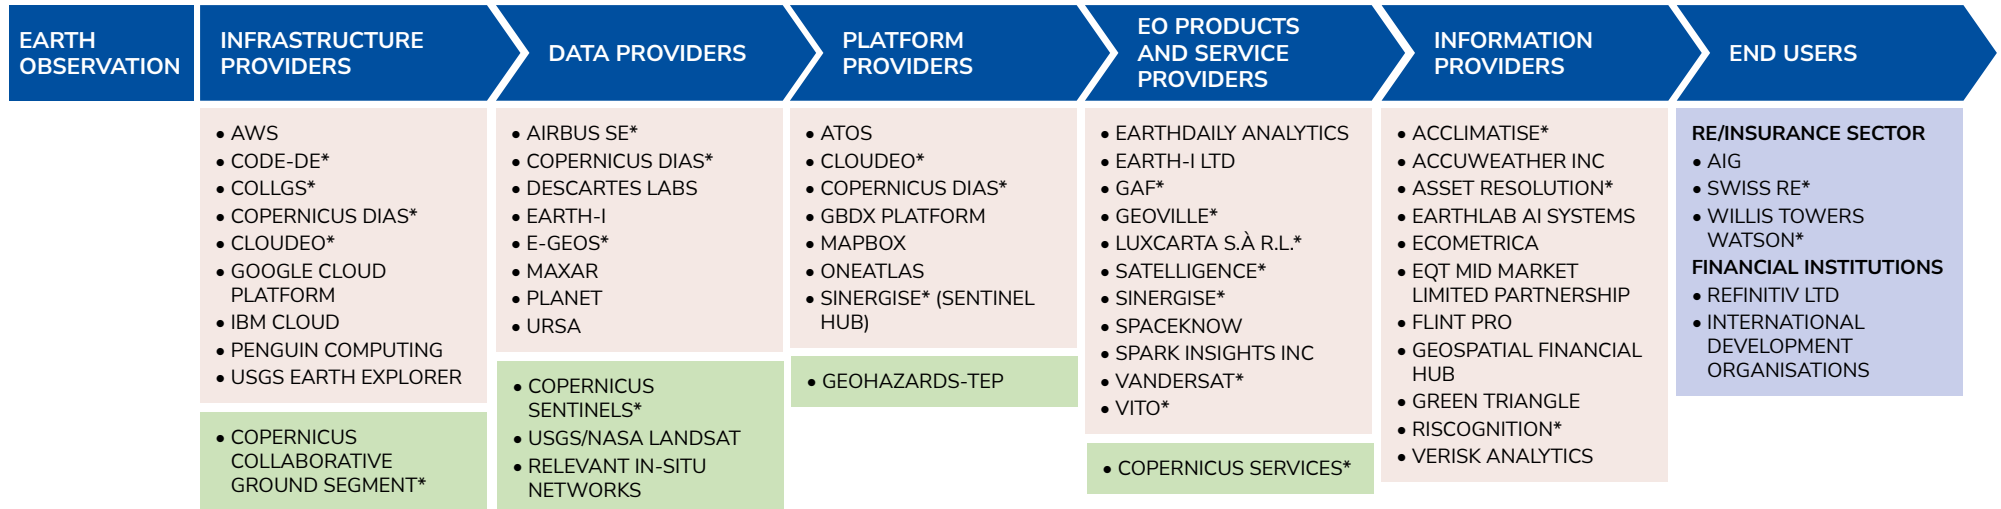 EARTH
OBSERVATION
INFRASTRUCTURE
PROVIDERS
DATA PROVIDERS
PLATFORM
PROVIDERS
EO PRODUCTS
AND SERVICE
PROVIDERS
INFORMATION
PROVIDERS
END USERS
• AWS
• CODE-DE*
• COLLGS*
• COPERNICUS DIAS*
• CLOUDEO*
• GOOGLE CLOUD
PLATFORM
• IBM CLOUD
• PENGUIN COMPUTING
• USGS EARTH EXPLORER
• COPERNICUS
COLLABORATIVE
GROUND SEGMENT*
• AIRBUS SE*
• COPERNICUS DIAS*
• DESCARTES LABS
• EARTH-I
• E-GEOS*
• MAXAR
• PLANET
• URSA
• COPERNICUS
SENTINELS*
• USGS/NASA LANDSAT
• RELEVANT IN-SITU
NETWORKS
• ATOS
• CLOUDEO*
• COPERNICUS DIAS*
• GBDX PLATFORM
• MAPBOX
• ONEATLAS
• SINERGISE* (SENTINEL
HUB)
• GEOHAZARDS-TEP
• EARTHDAILY ANALYTICS
• EARTH-I LTD
• GAF*
• GEOVILLE*
• LUXCARTA S.À R.L.*
• SATELLIGENCE*
• SINERGISE*
• SPACEKNOW
• SPARK INSIGHTS INC
• VANDERSAT*
• VITO*
• COPERNICUS SERVICES*
• ACCLIMATISE*
• ACCUWEATHER INC
• ASSET RESOLUTION*
• EARTHLAB AI SYSTEMS
• ECOMETRICA
• EQT MID MARKET
LIMITED PARTNERSHIP
• FLINT PRO
• GEOSPATIAL FINANCIAL
HUB
• GREEN TRIANGLE
• RISCOGNITION*
• VERISK ANALYTICS
RE/INSURANCE SECTOR
• AIG
• SWISS RE*
• WILLIS TOWERS
WATSON*
FINANCIAL INSTITUTIONS
• REFINITIV LTD
• INTERNATIONAL
DEVELOPMENT
ORGANISATIONS